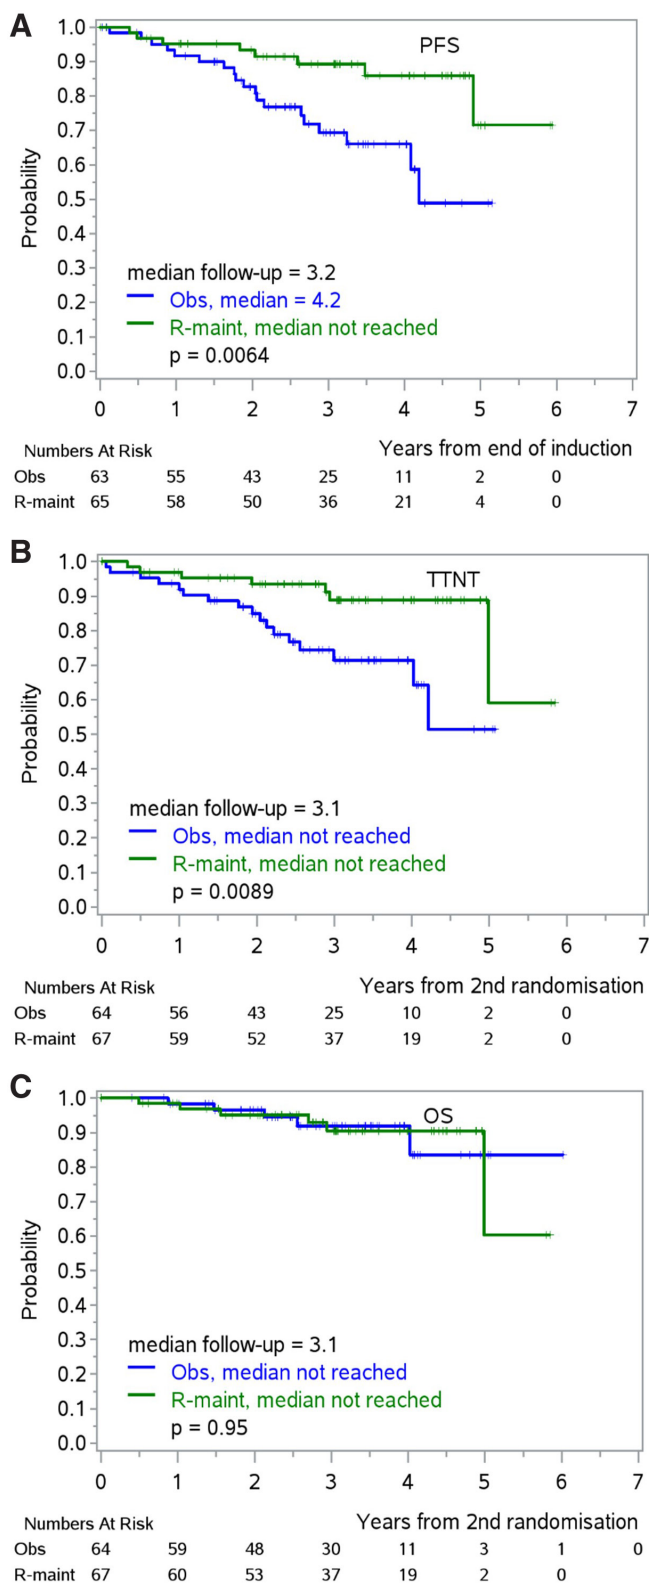 A
PFS
1.0
0.9
0.8
0.7
0.6
0.5
0.4
0.3
0.2
0.1
0.0
Probability
median follow-up = 3.2
Obs, median = 4.2
R-maint, median not reached
p = 0.0064
0 1 2 3 4 5 6 7
Numbers At Risk Years from end of induction
Obs 63 55 43 25 11 2 0
R-maint 65 58 50 36 21 4 0
B
TTNT
1.0
0.9
0.8
0.7
0.6
0.5
0.4
0.3
0.2
0.1
0.0
Probability
median follow-up = 3.1
Obs, median not reached
R-maint, median not reached
p = 0.0089
0 1 2 3 4 5 6 7
Numbers At Risk Years from 2nd randomisation
Obs 64 56 43 25 10 2 0
R-maint 67 59 52 37 19 2 0
C
OS
1.0
0.9
0.8
0.7
0.6
0.5
0.4
0.3
0.2
0.1
0.0
Probability
median follow-up = 3.1
Obs, median not reached
R-maint, median not reached
p = 0.95
0 1 2 3 4 5 6 7
Numbers At Risk Years from 2nd randomisation
Obs 64 59 48 30 11 3 1 0
R-maint 67 60 53 37 19 2 0